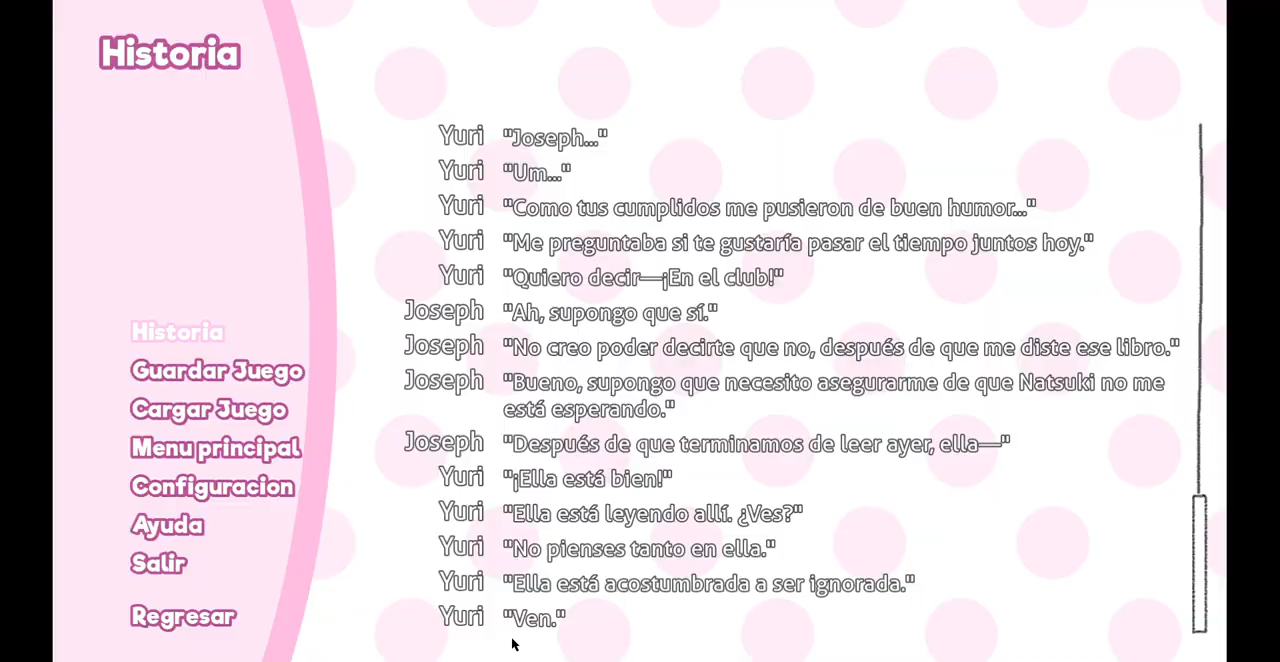 Historia
Yuri "Joseph..."
Yuri "Um..."
Yuri "Como tus cumplidos me pusieron de buen humor..."
Yuri "Me preguntaba si te gustaría pasar el tiempo juntos hoy."
Yuri "Quiero decir—¡En el club!"
Joseph "Ah, supongo que sí."
Joseph "No creo poder decirte que no, después de que me diste ese libro."
Joseph "Bueno, supongo que necesito asegurarme de que Natsuki no me
está esperando."
Joseph "Después de que terminamos de leer ayer, ella—"
Yuri "¡Ella está bien!"
Yuri "Ella está leyendo allí. ¿Ves?"
Yuri "No pienses tanto en ella."
Yuri "Ella está acostumbrada a ser ignorada."
Yuri "Ven."
Historia
Guardar Juego
Cargar Juego
Menu principal
Configuracion
Ayuda
Salir
Regresar